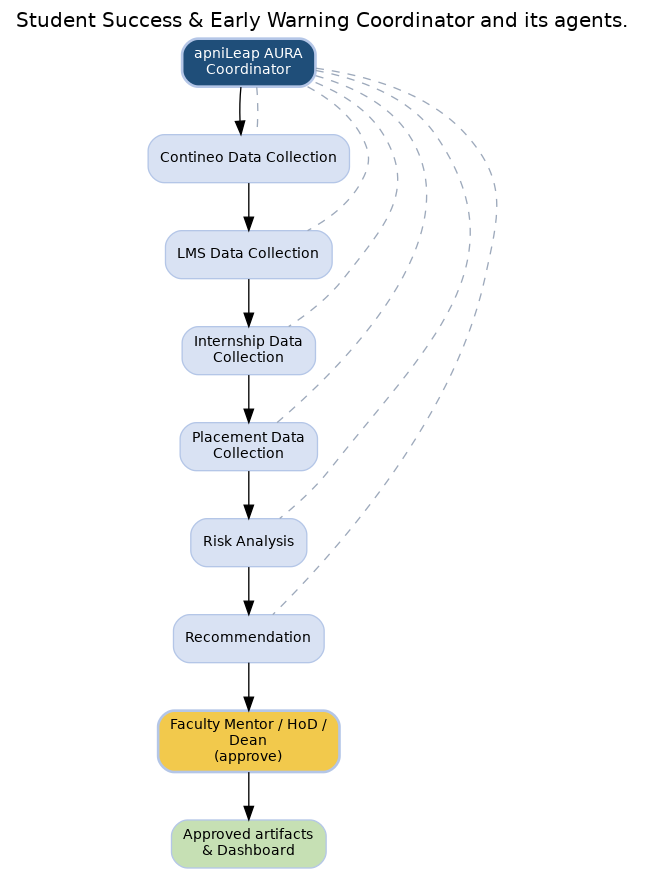 Student Success & Early Warning Coordinator and its agents.
apniLeap AURA
Coordinator
Contineo Data Collection
LMS Data Collection
Internship Data
Collection
Placement Data
Collection
Risk Analysis
Recommendation
Faculty Mentor / HoD /
Dean
(approve)
Approved artifacts
& Dashboard